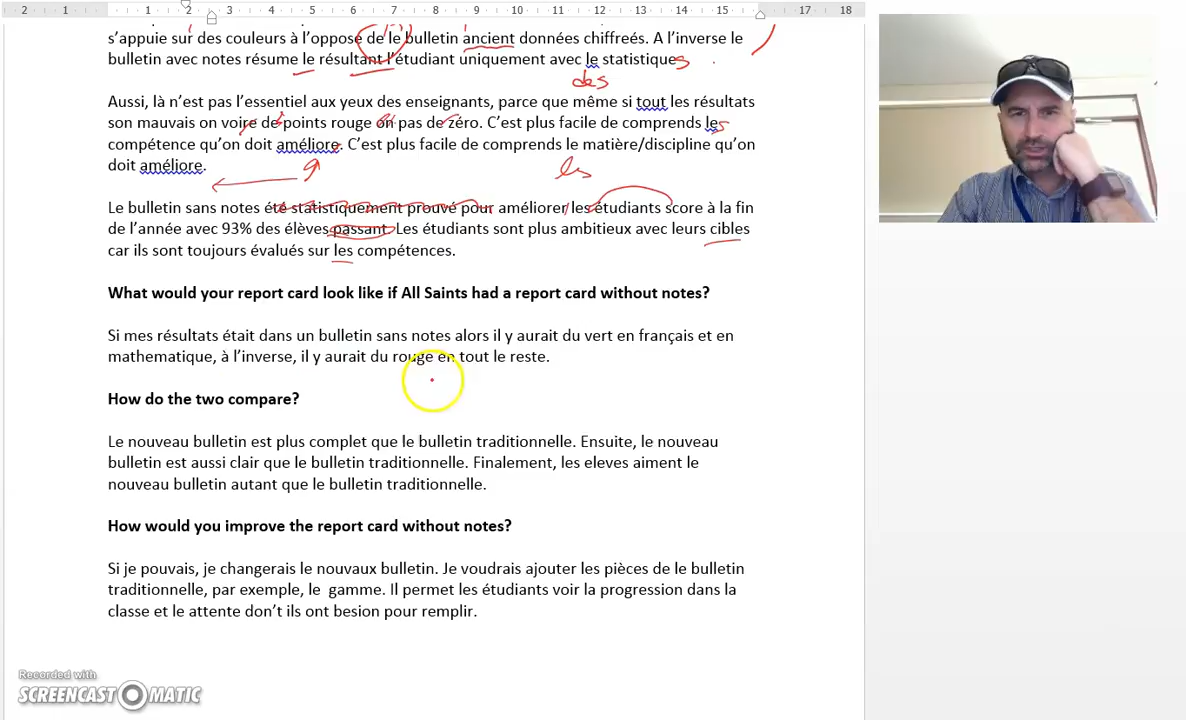 2 1 1 2 3 4 5 6 7 8 9 10 11 12 13 14 15 17 18
s'appuie sur des couleurs à l'opposé de le bulletin ancient données chiffreés. A l'inverse le
bulletin avec notes résume le résultant l'étudiant uniquement avec le statistiques
des
Aussi, là n'est pas l'essentiel aux yeux des enseignants, parce que même si tout les résultats
son mauvais on voire de points rouge pas de zéro. C'est plus facile de comprends les
compétence qu'on doit améliore. C'est plus facile de comprends le matière/discipline qu'on
doit améliore.
les
Le bulletin sans notes été statistiquement prouvé pour améliorer les étudiants score à la fin
de l'année avec 93% des élèves passant. Les étudiants sont plus ambitieux avec leurs cibles
car ils sont toujours évalués sur les compétences.
What would your report card look like if All Saints had a report card without notes?
Si mes résultats était dans un bulletin sans notes alors il y aurait du vert en français et en
mathematique, à l'inverse, il y aurait du rouge en tout le reste.
How do the two compare?
Le nouveau bulletin est plus complet que le bulletin traditionnelle. Ensuite, le nouveau
bulletin est aussi clair que le bulletin traditionnelle. Finalement, les eleves aiment le
nouveau bulletin autant que le bulletin traditionnelle.
How would you improve the report card without notes?
Si je pouvais, je changerais le nouvaux bulletin. Je voudrais ajouter les pièces de le bulletin
traditionnelle, par exemple, le gamme. Il permet les étudiants voir la progression dans la
classe et le attente don't ils ont besion pour remplir.
Recorded with
SCREENCAST O MATIC